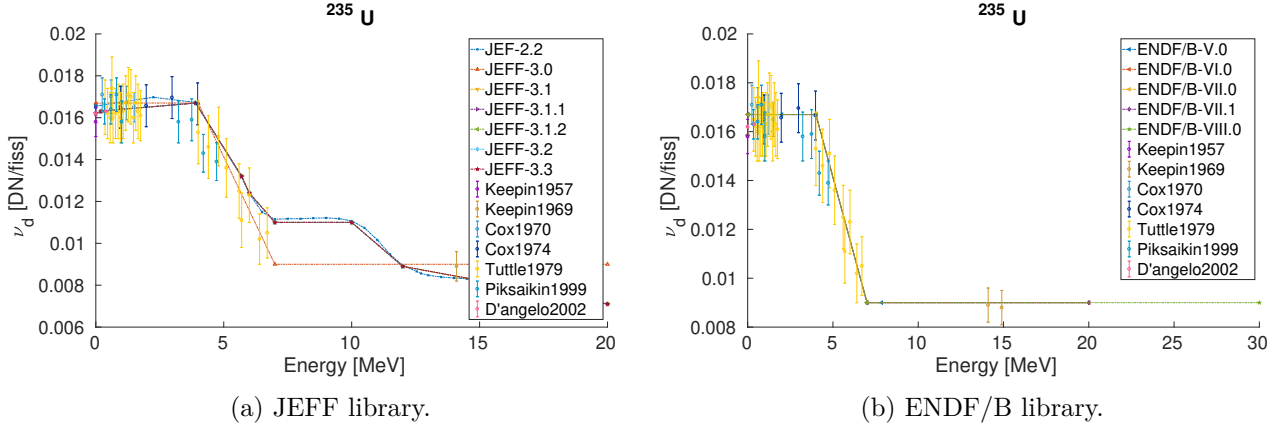 ²³⁵ U
0.02
0.018
0.016
0.014
0.012
0.01
0.008
0.006
ν_d [DN/fiss]
0
5
10
15
20
Energy [MeV]
JEF-2.2
JEFF-3.0
JEFF-3.1
JEFF-3.1.1
JEFF-3.1.2
JEFF-3.2
JEFF-3.3
Keepin1957
Keepin1969
Cox1970
Cox1974
Tuttle1979
Piksaikin1999
D'angelo2002
(a) JEFF library.
²³⁵ U
0.02
0.018
0.016
0.014
0.012
0.01
0.008
ν_d [DN/fiss]
0
5
10
15
20
25
30
Energy [MeV]
ENDF/B-V.0
ENDF/B-VI.0
ENDF/B-VII.0
ENDF/B-VII.1
ENDF/B-VIII.0
Keepin1957
Keepin1969
Cox1970
Cox1974
Tuttle1979
Piksaikin1999
D'angelo2002
(b) ENDF/B library.